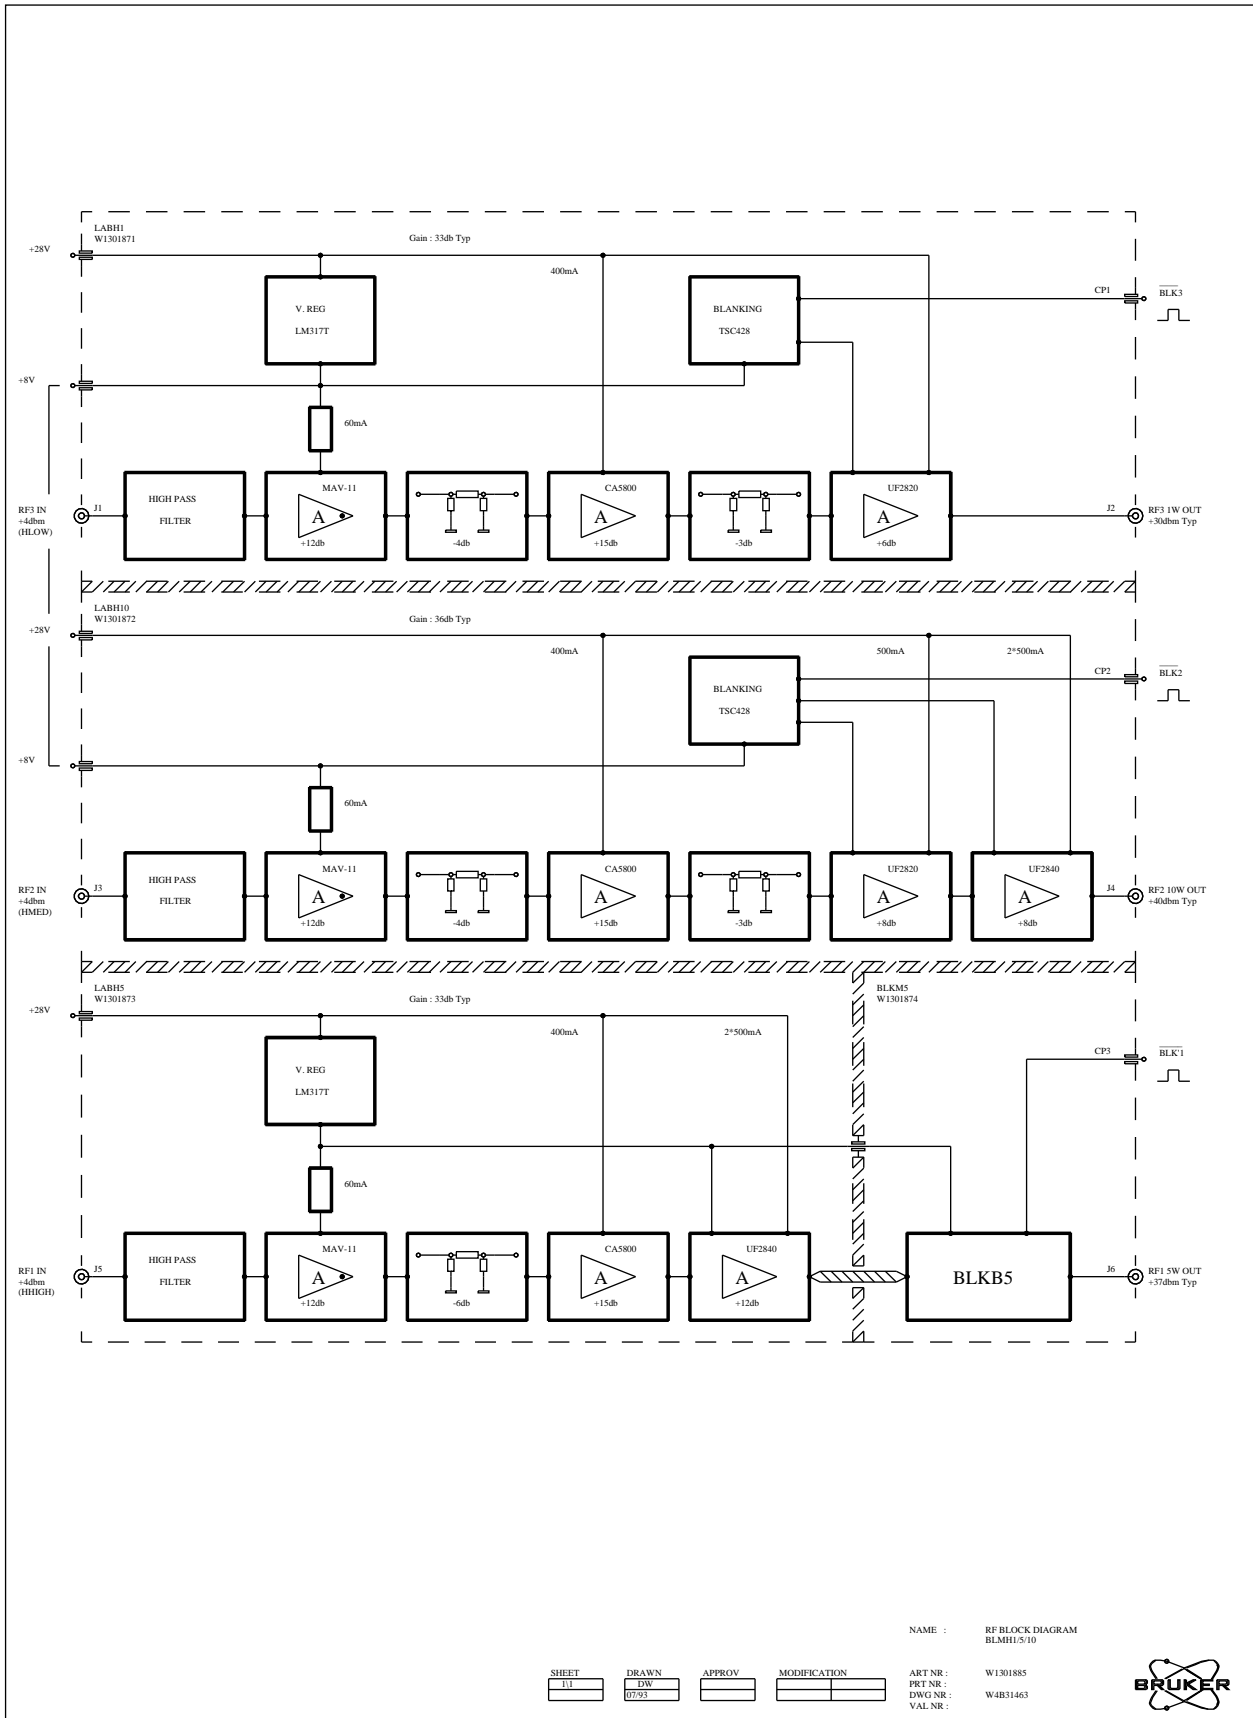 LABH1
W1301871
Gain : 33db Typ
+28V
400mA
V. REG
LM317T
BLANKING
TSC428
CP1
BLK3
+8V
60mA
RF3 IN
+4dbm
(HLOW)
J1
HIGH PASS
FILTER
MAV-11
A
+12db
-4db
CA5800
A
+15db
-3db
UF2820
A
+6db
J2
RF3 1W OUT
+30dbm Typ
LABH10
W1301872
Gain : 36db Typ
+28V
400mA
500mA
2*500mA
BLANKING
TSC428
CP2
BLK2
+8V
60mA
RF2 IN
+4dbm
(HMED)
J3
HIGH PASS
FILTER
MAV-11
A
+12db
-4db
CA5800
A
+15db
-3db
UF2820
A
+8db
UF2840
A
+8db
J4
RF2 10W OUT
+40dbm Typ
LABH5
W1301873
Gain : 33db Typ
BLKM5
W1301874
+28V
400mA
2*500mA
V. REG
LM317T
CP3
BLK'1
60mA
RF1 IN
+4dbm
(HHIGH)
J5
HIGH PASS
FILTER
MAV-11
A
+12db
-6db
CA5800
A
+15db
UF2840
A
+12db
BLKB5
J6
RF1 5W OUT
+37dbm Typ
NAME : RF BLOCK DIAGRAM
BLMH1/5/10
SHEET DRAWN APPROV MODIFICATION
1\1 DW
07/93
ART NR : W1301885
PRT NR :
DWG NR : W4B31463
VAL NR :
BRUKER